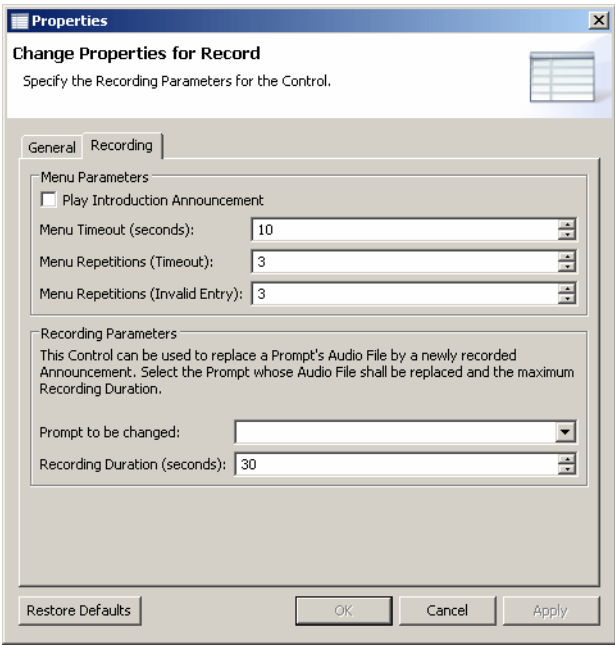 Properties
Change Properties for Record
Specify the Recording Parameters for the Control.
General Recording
Menu Parameters
Play Introduction Announcement
Menu Timeout (seconds): 10
Menu Repetitions (Timeout): 3
Menu Repetitions (Invalid Entry): 3
Recording Parameters
This Control can be used to replace a Prompt's Audio File by a newly recorded
Announcement. Select the Prompt whose Audio File shall be replaced and the maximum
Recording Duration.
Prompt to be changed:
Recording Duration (seconds): 30
Restore Defaults OK Cancel Apply